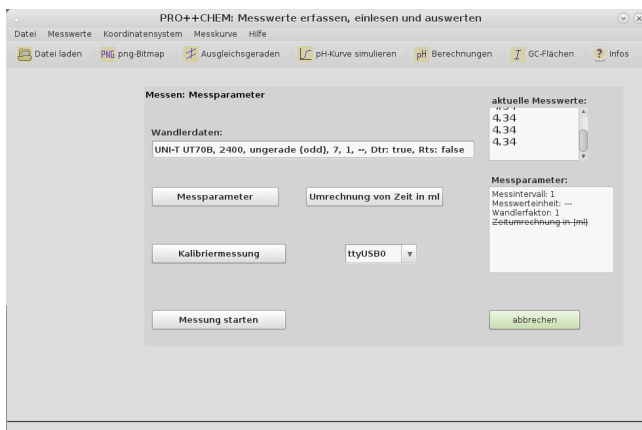 PRO++CHEM: Messwerte erfassen, einlesen und auswerten
Datei Messwerte Koordinatensystem Messkurve Hilfe
Datei laden PNG png-Bitmap Ausgleichsgeraden pH-Kurve simulieren pH Berechnungen GC-Flächen ? Infos
Messen: Messparameter
aktuelle Messwerte:
4.34
4.34
4.34
4.34
Wandlerdaten:
UNI-T UT70B, 2400, ungerade {odd}, 7, 1, --, Dtr: true, Rts: false
Messparameter:
Messparameter
Umrechnung von Zeit in ml
Messintervall: 1
Messwerteinheit: ---
Wandlerfaktor: 1
Zeitumrechnung in [ml]
Kalibriermessung
ttyUSB0
Messung starten
abbrechen